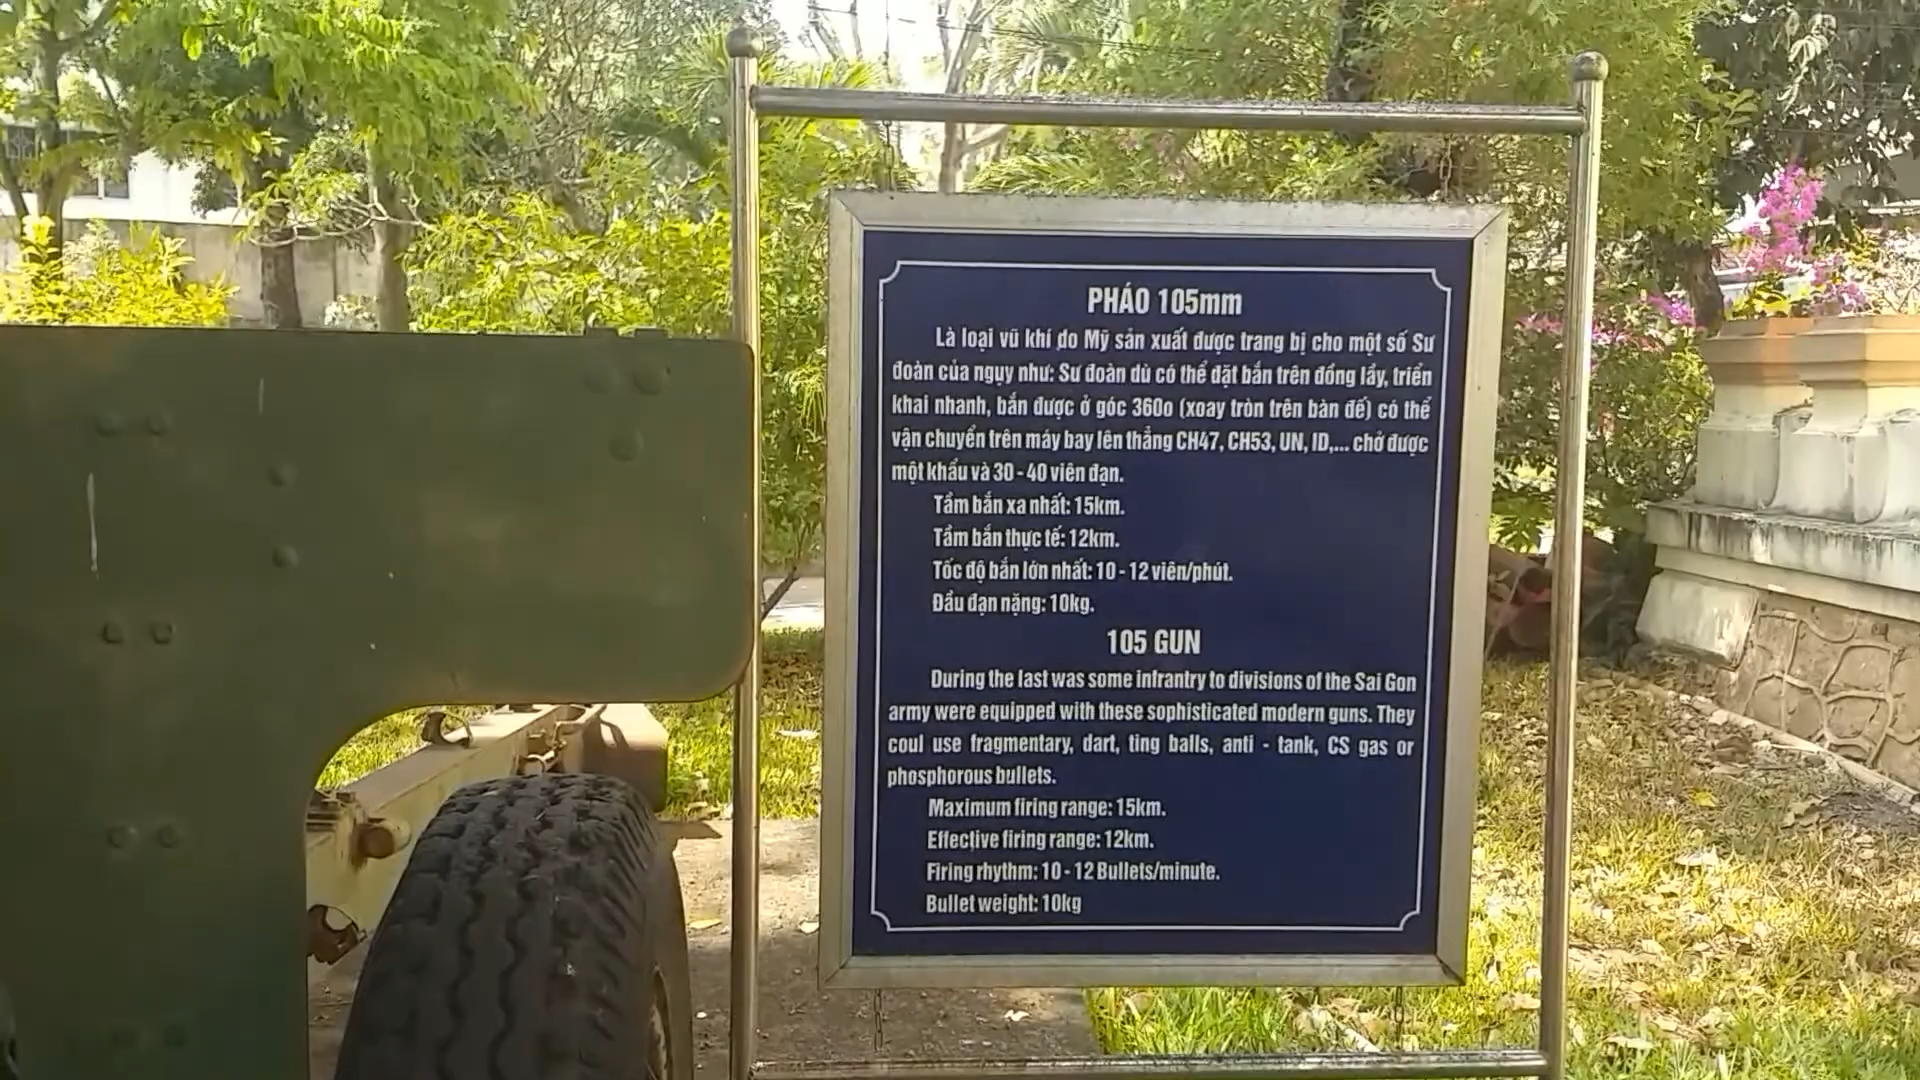 PHÁO 105mm
Là loại vũ khí do Mỹ sản xuất được trang bị cho một số Sư
đoàn của ngụy như: Sư đoàn dù có thể đặt bắn trên đồng lầy, triển
khai nhanh, bắn được ở góc 360o (xoay tròn trên bàn đế) có thể
vận chuyển trên máy bay lên thẳng CH47, CH53, UN, ID,... chở được
một khẩu và 30 - 40 viên đạn.
Tầm bắn xa nhất: 15km.
Tầm bắn thực tế: 12km.
Tốc độ bắn lớn nhất: 10 - 12 viên/phút.
Đầu đạn nặng: 10kg.
105 GUN
During the last was some infrantry to divisions of the Sai Gon
army were equipped with these sophisticated modern guns. They
coul use fragmentary, dart, ting balls, anti - tank, CS gas or
phosphorous bullets.
Maximum firing range: 15km.
Effective firing range: 12km.
Firing rhythm: 10 - 12 Bullets/minute.
Bullet weight: 10kg